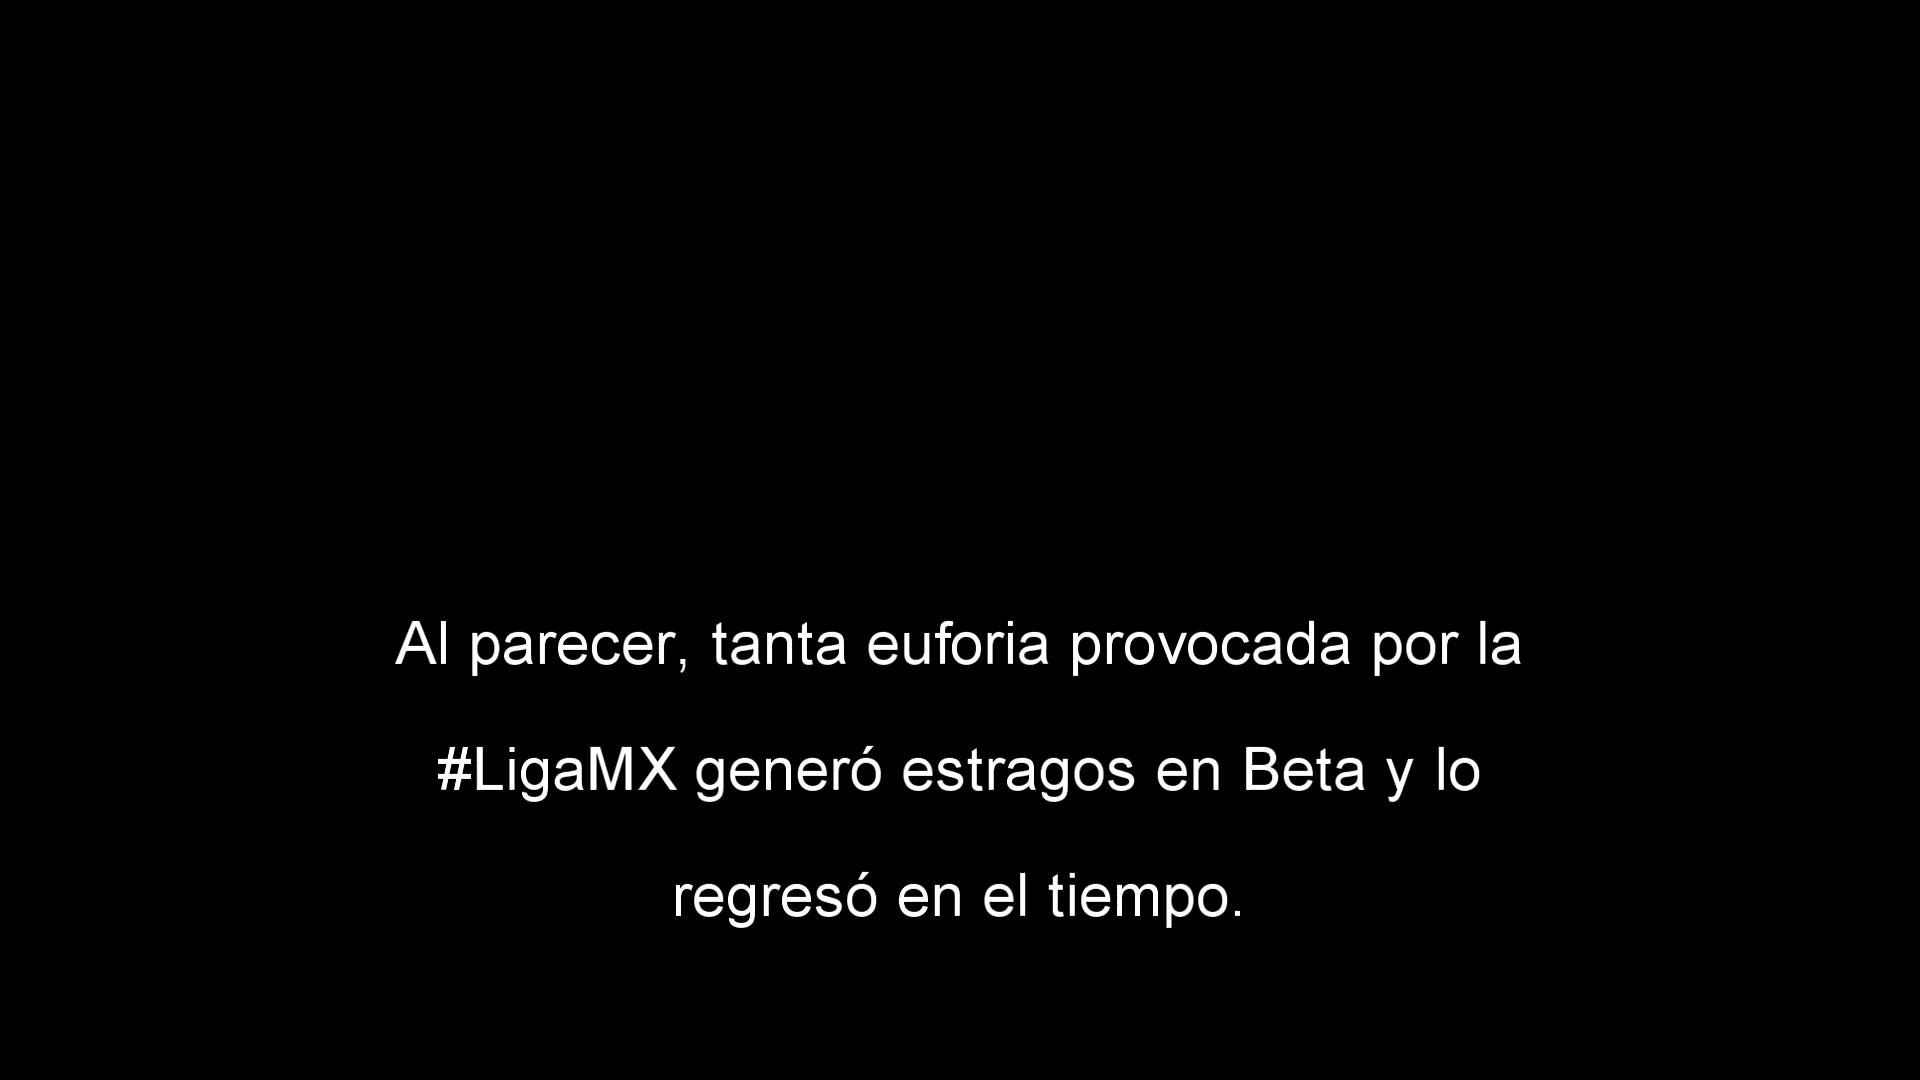 Al parecer, tanta euforia provocada por la
#LigaMX generó estragos en Beta y lo
regresó en el tiempo.